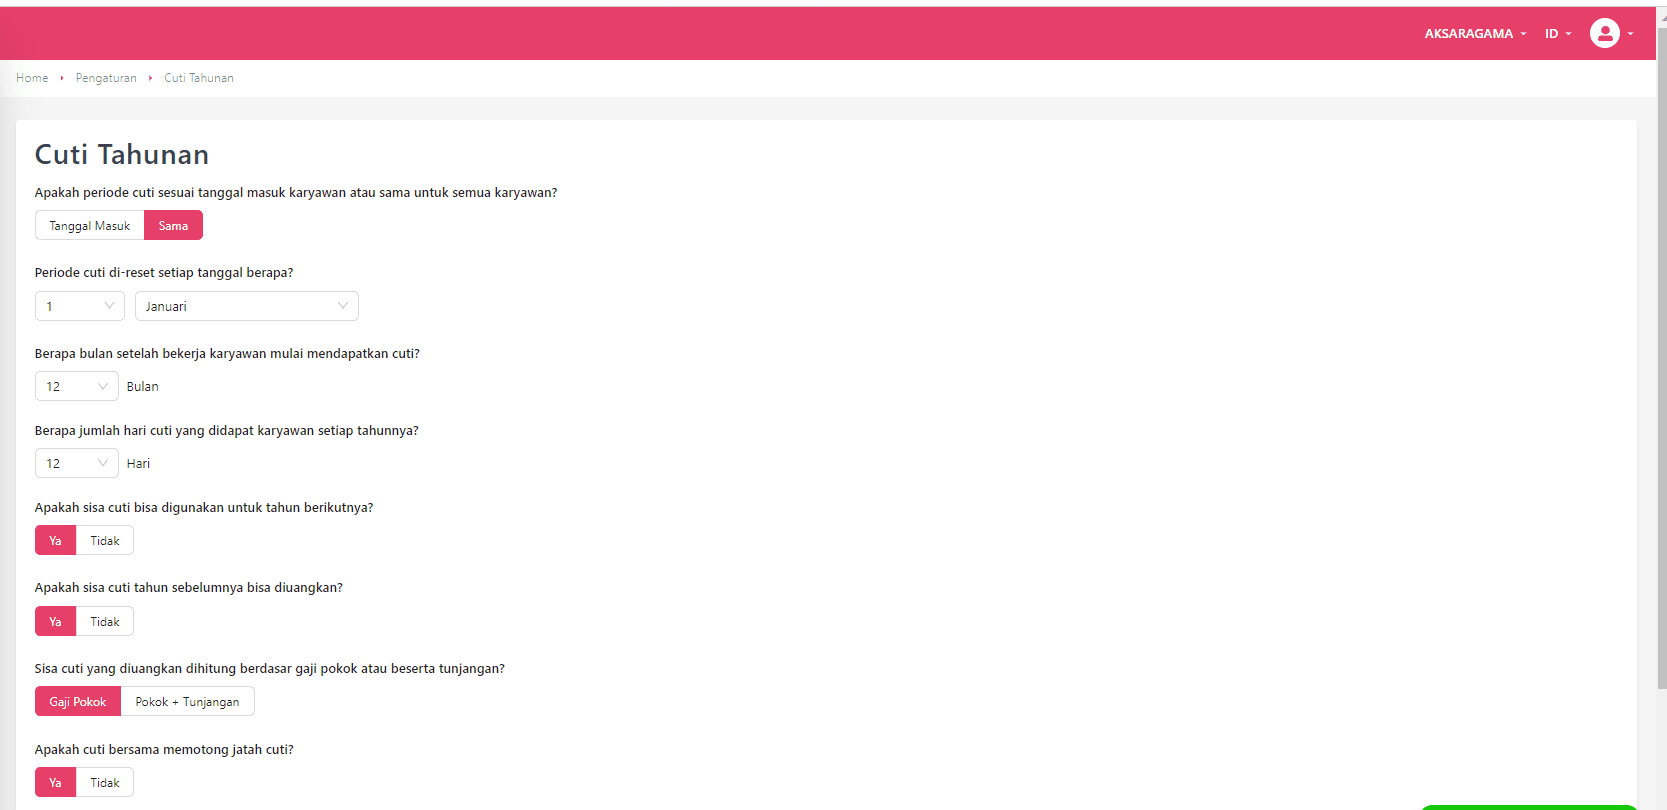 AKSARAGAMA ID
Home Pengaturan Cuti Tahunan
Cuti Tahunan
Apakah periode cuti sesuai tanggal masuk karyawan atau sama untuk semua karyawan?
Tanggal Masuk Sama
Periode cuti di-reset setiap tanggal berapa?
1 Januari
Berapa bulan setelah bekerja karyawan mulai mendapatkan cuti?
12 Bulan
Berapa jumlah hari cuti yang didapat karyawan setiap tahunnya?
12 Hari
Apakah sisa cuti bisa digunakan untuk tahun berikutnya?
Ya Tidak
Apakah sisa cuti tahun sebelumnya bisa diuangkan?
Ya Tidak
Sisa cuti yang diuangkan dihitung berdasar gaji pokok atau beserta tunjangan?
Gaji Pokok Pokok + Tunjangan
Apakah cuti bersama memotong jatah cuti?
Ya Tidak